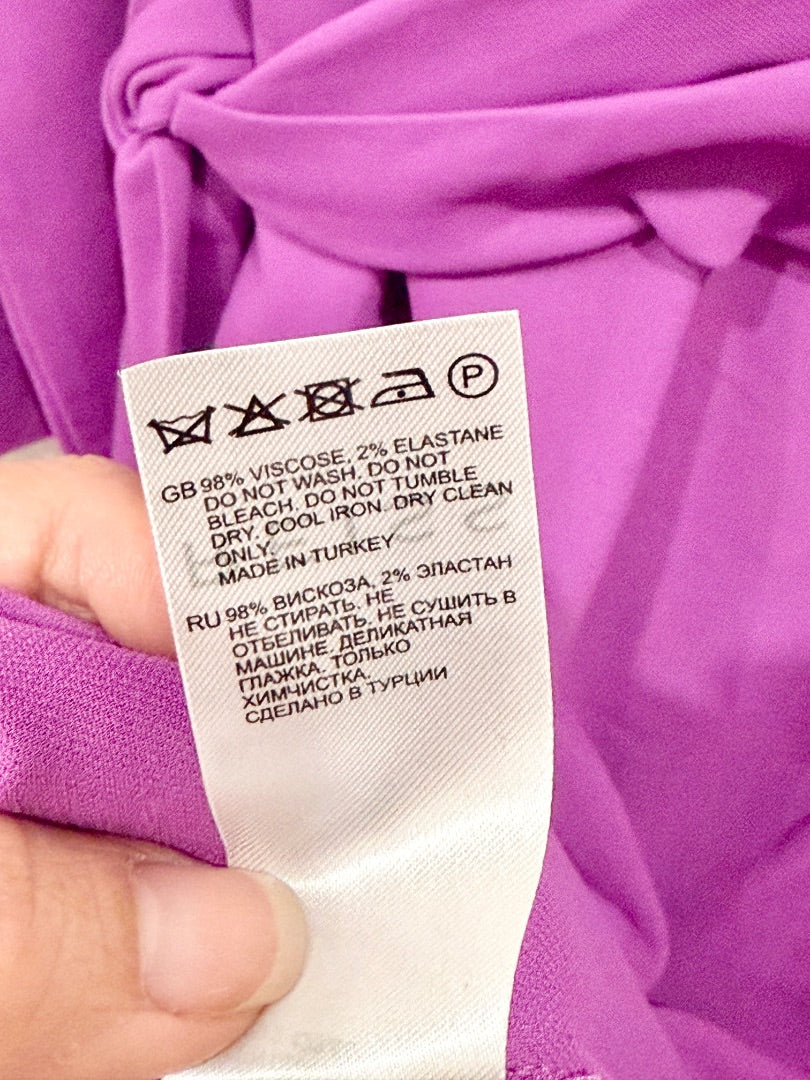 P
GB 98% VISCOSE, 2% ELASTANE
DO NOT WASH. DO NOT
BLEACH. DO NOT TUMBLE
DRY. COOL IRON. DRY CLEAN
ONLY.
MADE IN TURKEY
RU 98% ВИСКОЗА, 2% ЭЛАСТАН
НЕ СТИРАТЬ. НЕ
ОТБЕЛИВАТЬ. НЕ СУШИТЬ В
МАШИНЕ. ДЕЛИКАТНАЯ
ГЛАЖКА. ТОЛЬКО
ХИМЧИСТКА.
СДЕЛАНО В ТУРЦИИ